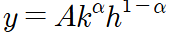 y = Ak^α h^{1−α}